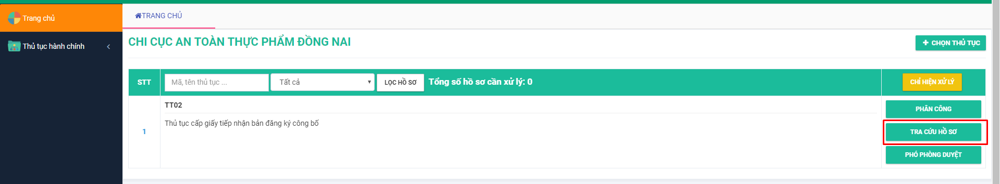 Trang chủ
Thủ tục hành chính
TRANG CHỦ
CHI CỤC AN TOÀN THỰC PHẨM ĐỒNG NAI
CHỌN THỦ TỤC
STT
Mã, tên thủ tục ...
Tất cả
LỌC HỒ SƠ
Tổng số hồ sơ cần xử lý: 0
CHỈ HIỆN XỬ LÝ
1
TT02
Thủ tục cấp giấy tiếp nhận bản đăng ký công bố
PHÂN CÔNG
TRA CỨU HỒ SƠ
PHÓ PHÒNG DUYỆT